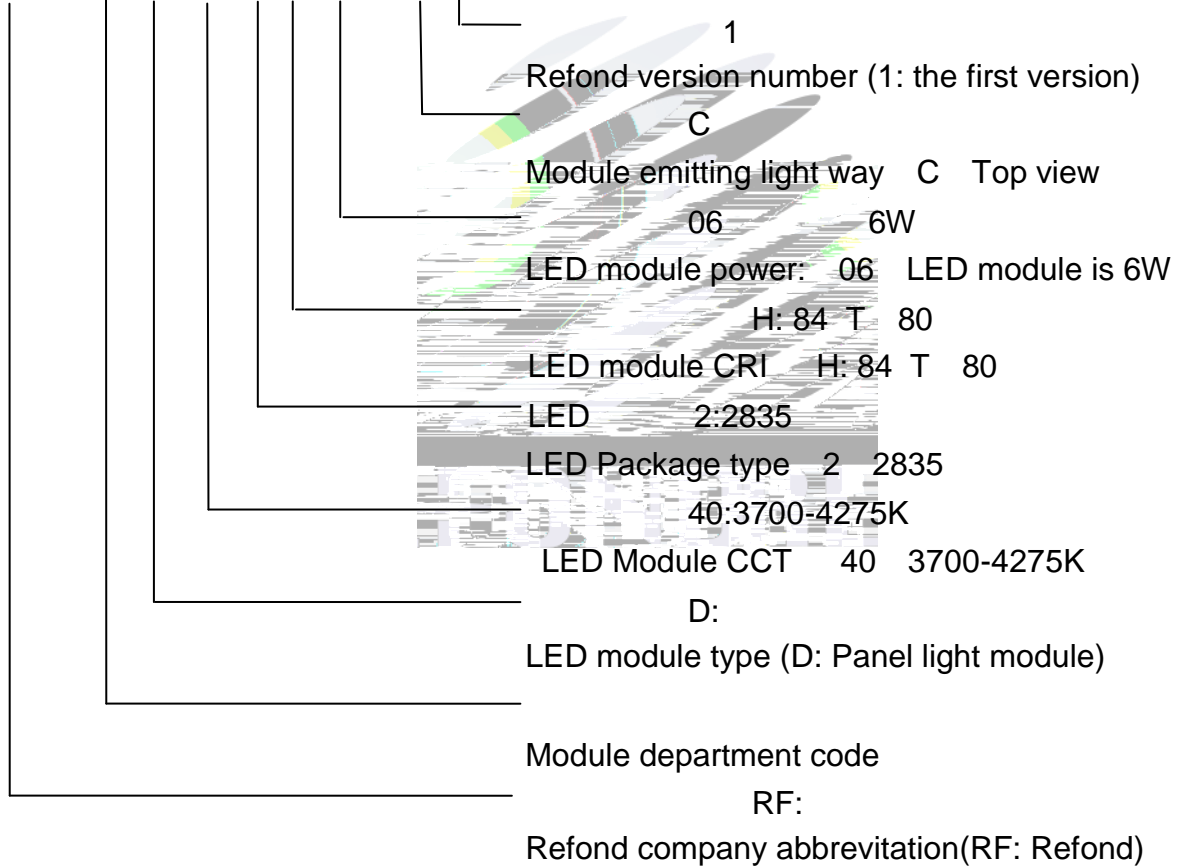 1
Refond version number (1: the first version)
C
Module emitting light way C Top view
06 6W
LED module power: 06 LED module is 6W
H: 84 T 80
LED module CRI H: 84 T 80
LED 2:2835
LED Package type 2 2835
40:3700-4275K
LED Module CCT 40 3700-4275K
D:
LED module type (D: Panel light module)
Module department code
RF:
Refond company abbrevitation(RF: Refond)